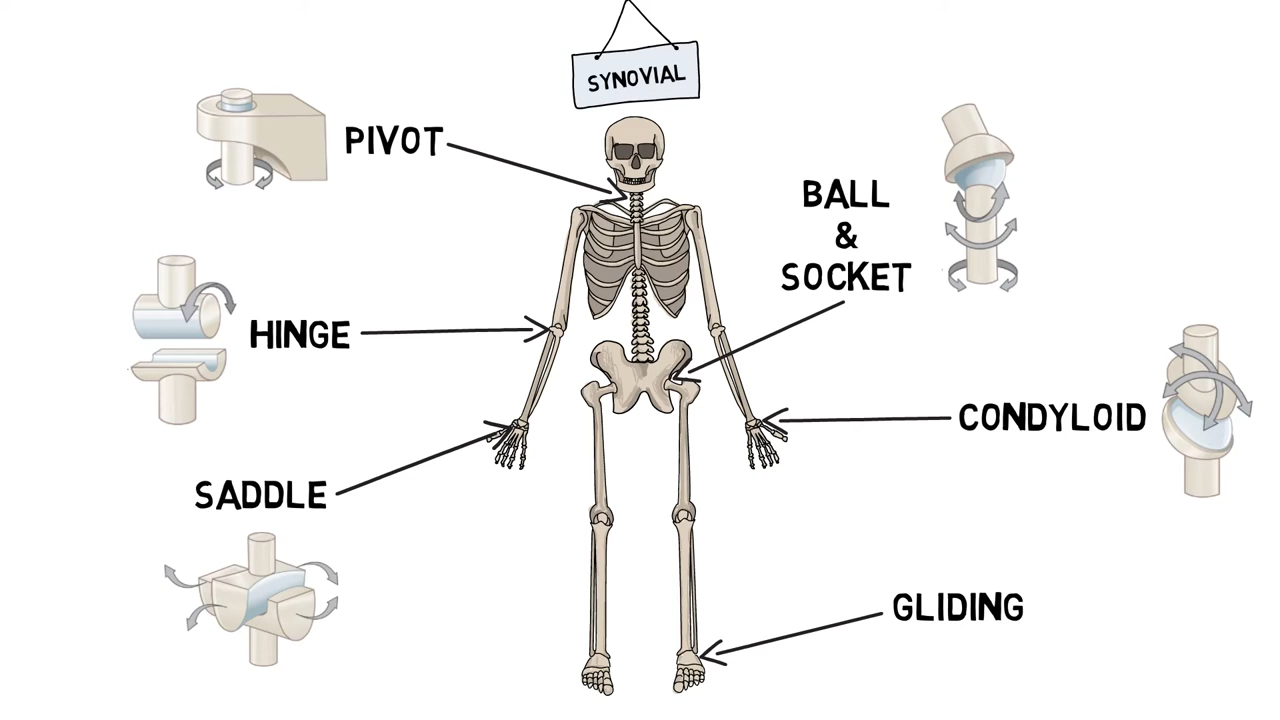 SYNOVIAL
PIVOT
BALL
&
SOCKET
HINGE
CONDYLOID
SADDLE
GLIDING